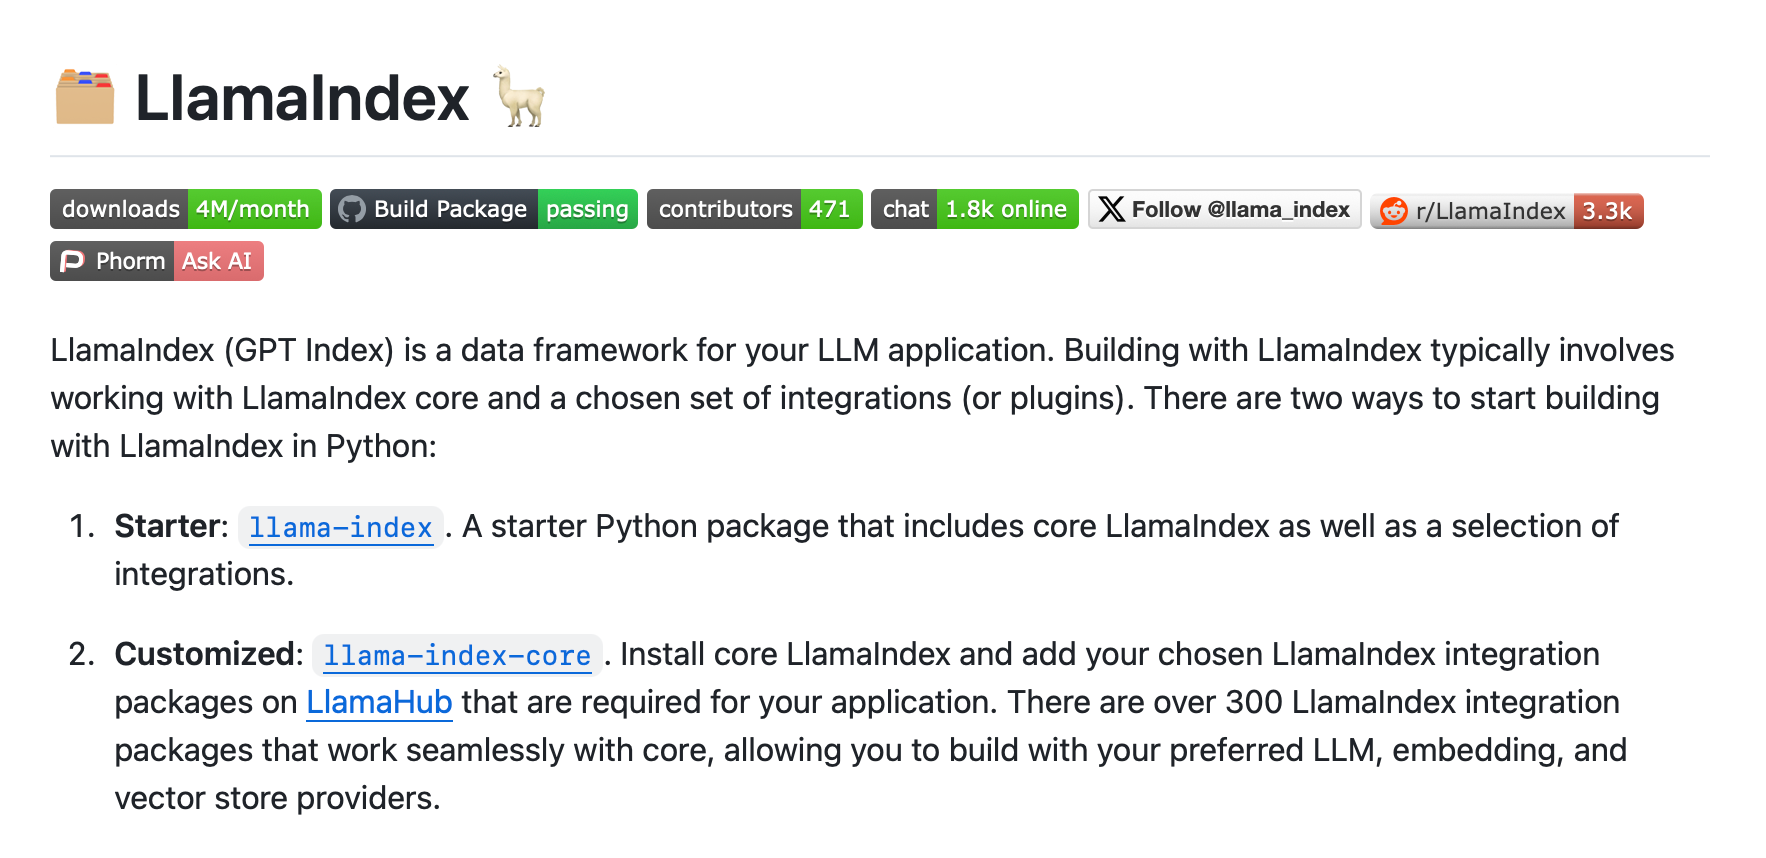 LlamaIndex
downloads 4M/month Build Package passing contributors 471 chat 1.8k online Follow @llama_index r/LlamaIndex 3.3k
Phorm Ask AI
LlamaIndex (GPT Index) is a data framework for your LLM application. Building with LlamaIndex typically involves
working with LlamaIndex core and a chosen set of integrations (or plugins). There are two ways to start building
with LlamaIndex in Python:
1. Starter: llama-index. A starter Python package that includes core LlamaIndex as well as a selection of
integrations.
2. Customized: llama-index-core. Install core LlamaIndex and add your chosen LlamaIndex integration
packages on LlamaHub that are required for your application. There are over 300 LlamaIndex integration
packages that work seamlessly with core, allowing you to build with your preferred LLM, embedding, and
vector store providers.